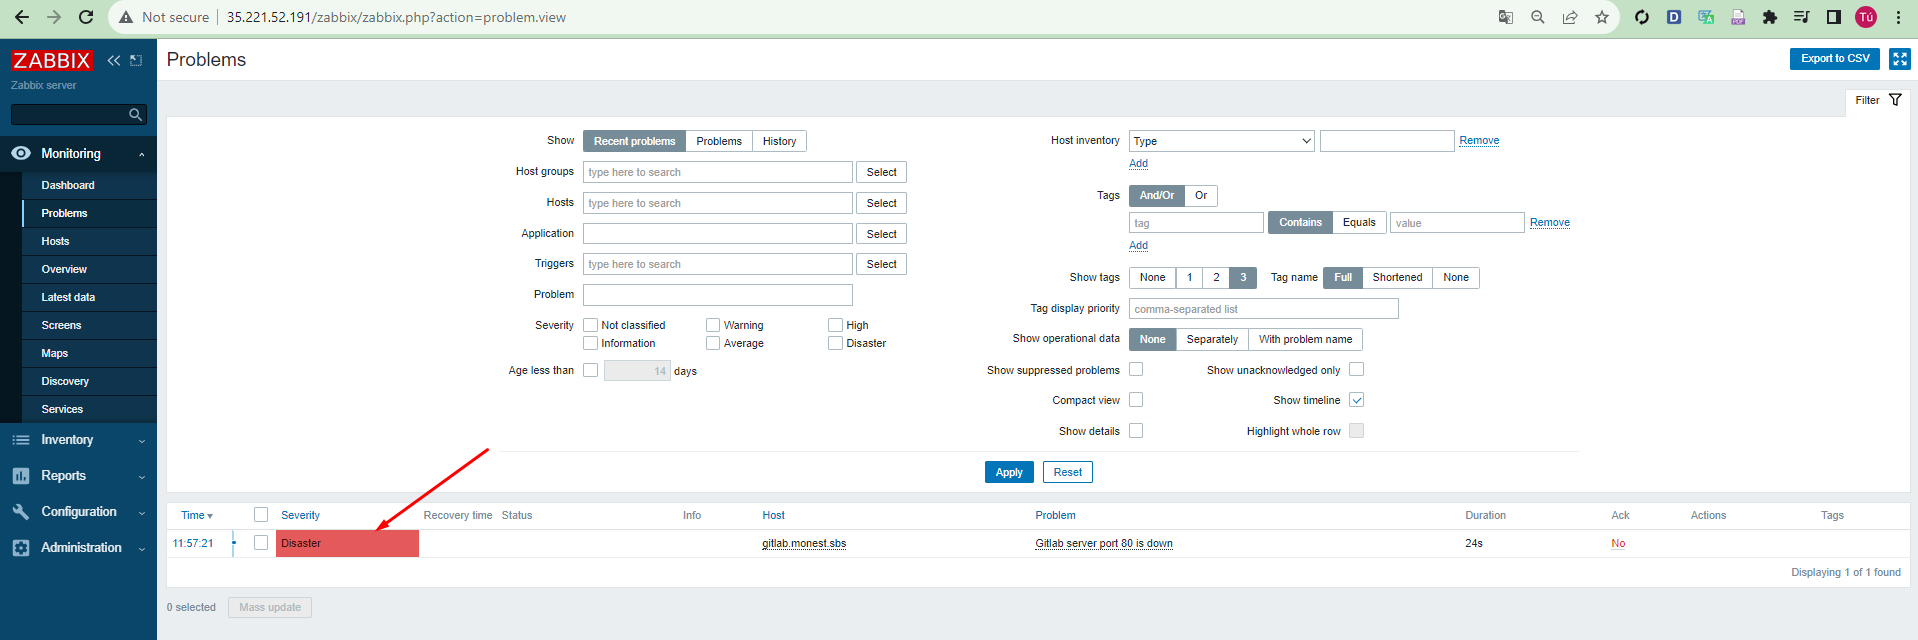 Not secure | 35.221.52.191/zabbix/zabbix.php?action=problem.view
D
A
PDF
Tú
ZABBIX
Zabbix server
Monitoring
Dashboard
Problems
Hosts
Overview
Latest data
Screens
Maps
Discovery
Services
Inventory
Reports
Configuration
Administration
Problems
Export to CSV
Filter
Show Recent problems Problems History
Host groups type here to search Select
Hosts type here to search Select
Application Select
Triggers type here to search Select
Problem
Severity Not classified Warning High
Information Average Disaster
Age less than 14 days
Host inventory Type Remove
Add
Tags And/Or Or
tag Contains Equals value Remove
Add
Show tags None 1 2 3 Tag name Full Shortened None
Tag display priority comma-separated list
Show operational data None Separately With problem name
Show suppressed problems Show unacknowledged only
Compact view Show timeline
Show details Highlight whole row
Apply Reset
Time Severity Recovery time Status Info Host Problem Duration Ack Actions Tags
11:57:21 Disaster gitlab.monest.sbs Gitlab server port 80 is down 24s No
Displaying 1 of 1 found
0 selected Mass update